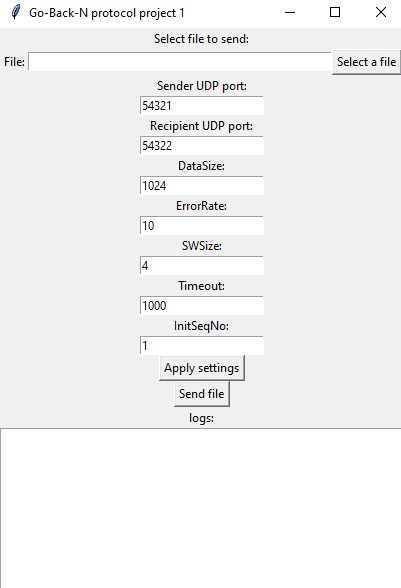 Go-Back-N protocol project 1
Select file to send:
File: Select a file
Sender UDP port:
54321
Recipient UDP port:
54322
DataSize:
1024
ErrorRate:
10
SWSize:
4
Timeout:
1000
InitSeqNo:
1
Apply settings
Send file
logs: